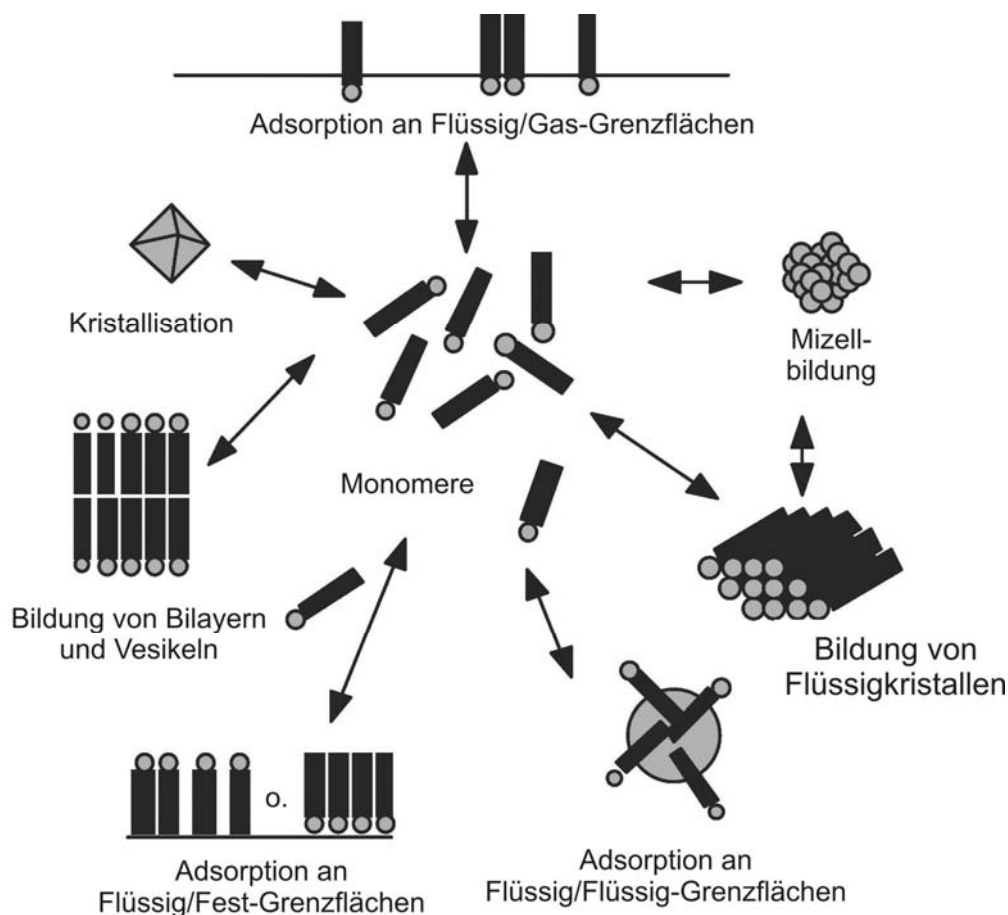 Adsorption an Flüssig/Gas-Grenzflächen
Kristallisation
Mizell-
bildung
Monomere
Bildung von Bilayern
und Vesikeln
Bildung von
Flüssigkristallen
o.
Adsorption an
Flüssig/Fest-Grenzflächen
Adsorption an
Flüssig/Flüssig-Grenzflächen